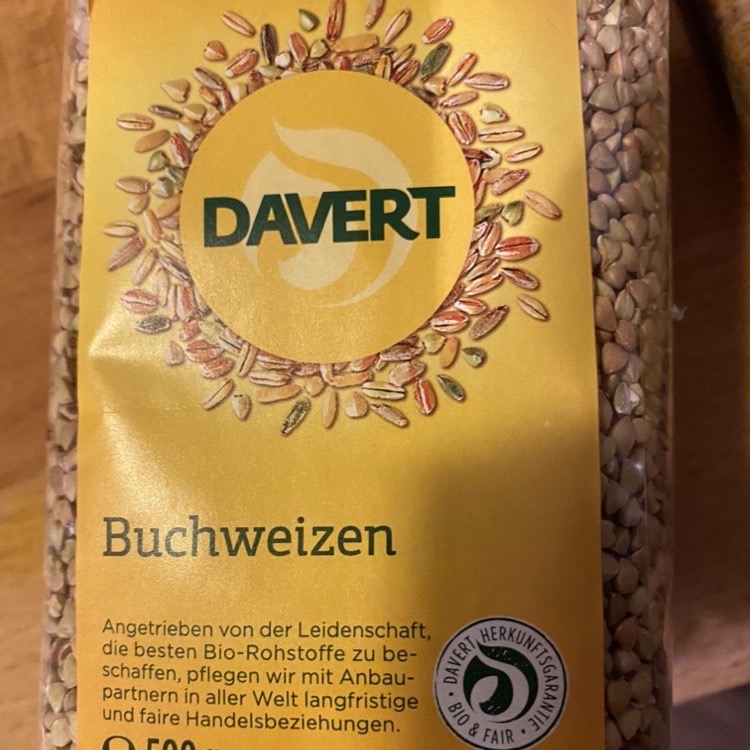 DAVERT
Buchweizen
Angetrieben von der Leidenschaft,
die besten Bio-Rohstoffe zu be-
schaffen, pflegen wir mit Anbau-
partnern in aller Welt langfristige
und faire Handelsbeziehungen.
DAVERT HERKUNFTSGARANTIE
• BIO & FAIR •
500 g